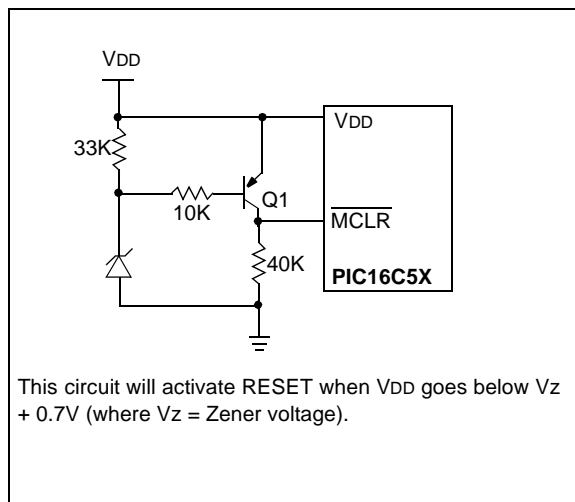 VDD
VDD
33K
Q1
10K
MCLR
40K
PIC16C5X
This circuit will activate RESET when VDD goes below Vz
+ 0.7V (where Vz = Zener voltage).